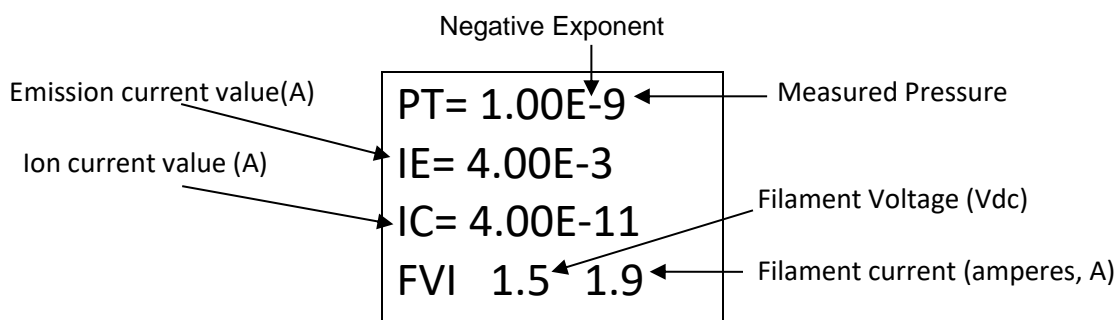 Negative Exponent
Emission current value(A)
PT= 1.00E-9
Measured Pressure
IE= 4.00E-3
Ion current value (A)
Filament Voltage (Vdc)
IC= 4.00E-11
FVI 1.5 1.9
Filament current (amperes, A)